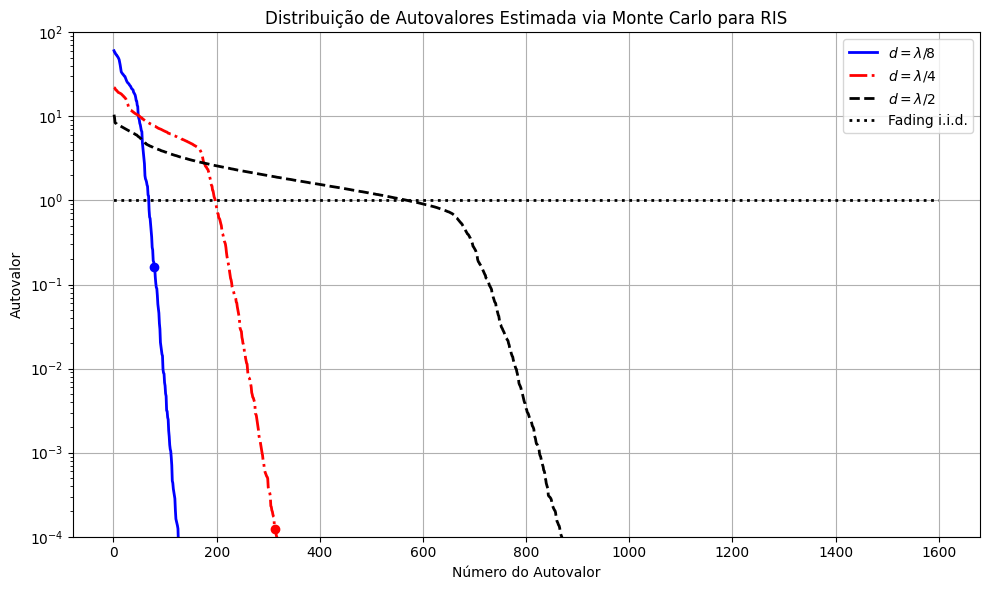 Distribuição de Autovalores Estimada via Monte Carlo para RIS
d = λ/8
d = λ/4
d = λ/2
Fading i.i.d.
Autovalor
10²
10¹
10⁰
10⁻¹
10⁻²
10⁻³
10⁻⁴
0 200 400 600 800 1000 1200 1400 1600
Número do Autovalor